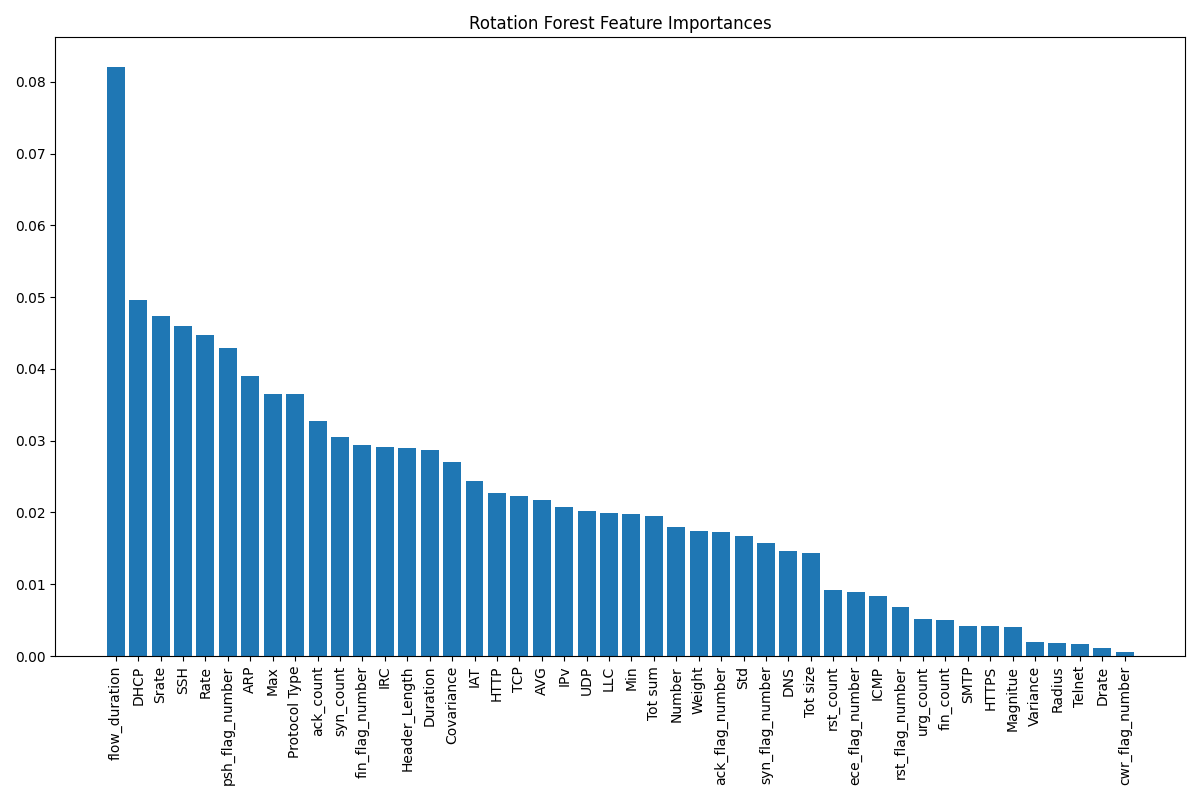 Rotation Forest Feature Importances
0.08
0.07
0.06
0.05
0.04
0.03
0.02
0.01
0.00
flow_duration
DHCP
Srate
SSH
Rate
psh_flag_number
ARP
Max
Protocol Type
ack_count
syn_count
fin_flag_number
IRC
Header_Length
Duration
Covariance
IAT
HTTP
TCP
AVG
IPv
UDP
LLC
Min
Tot sum
Number
Weight
ack_flag_number
Std
syn_flag_number
DNS
Tot size
rst_count
ece_flag_number
ICMP
rst_flag_number
urg_count
fin_count
SMTP
HTTPS
Magnitue
Variance
Radius
Telnet
Drate
cwr_flag_number